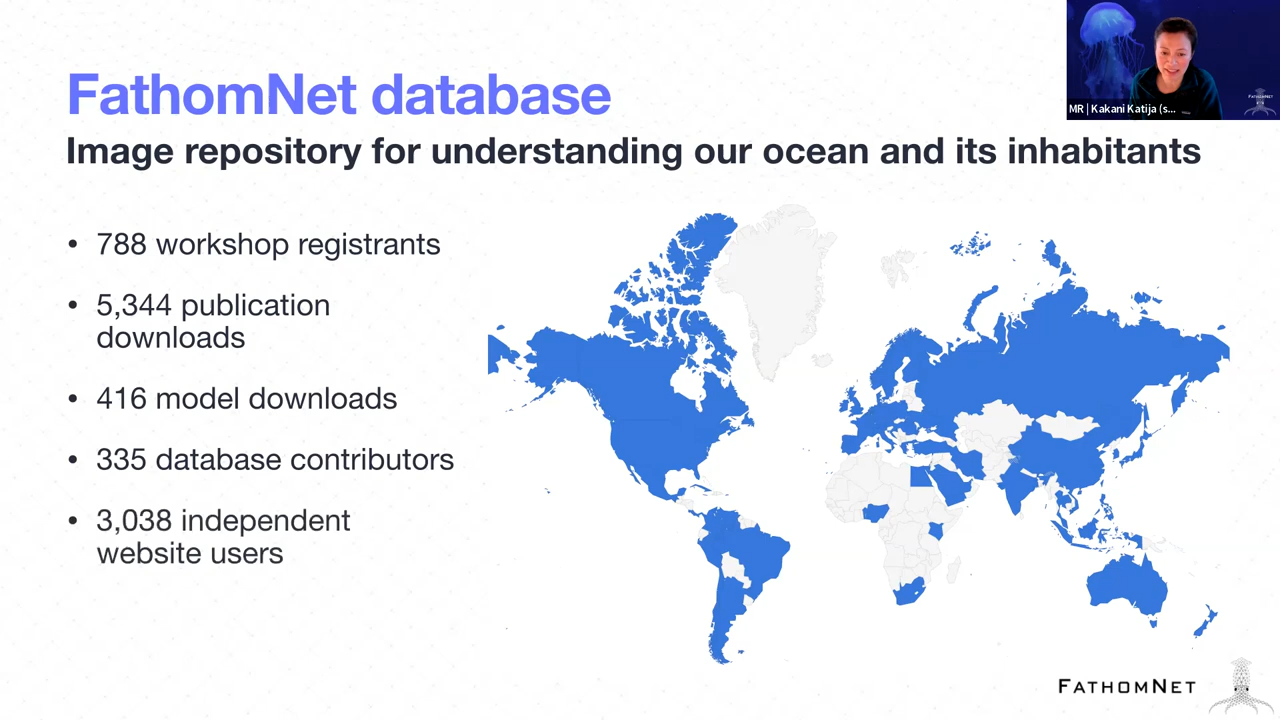 FathomNet database
Image repository for understanding our ocean and its inhabitants
• 788 workshop registrants
• 5,344 publication
downloads
• 416 model downloads
• 335 database contributors
• 3,038 independent
website users
MR | Kakani Katija (s...
FATHOMNET
FATHOMNET